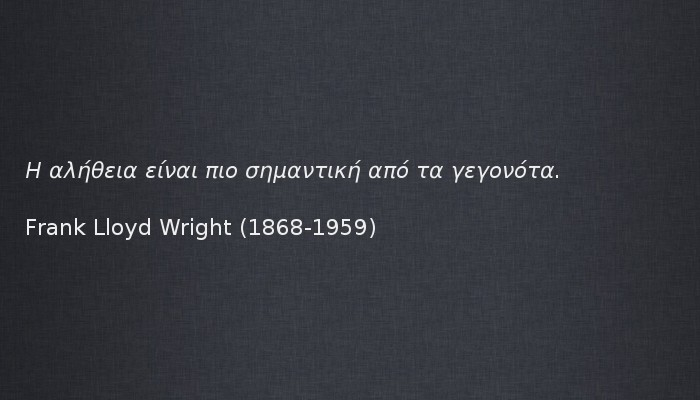 Η αλήθεια είναι πιο σημαντική από τα γεγονότα.
Frank Lloyd Wright (1868-1959)